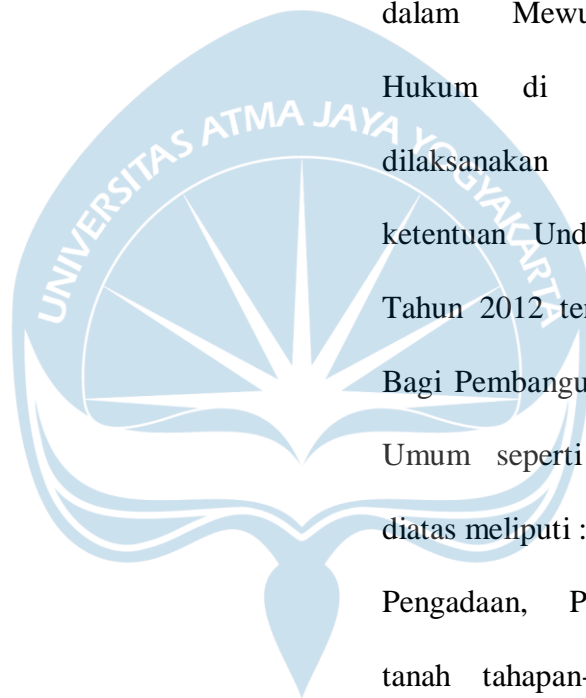 dalam Mewu
Hukum di
dilaksanakan
ketentuan Und
Tahun 2012 ter
Bagi Pembangu
Umum seperti
diatas meliputi :
Pengadaan, P
tanah tahapan-
UNIVERSITAS ATMA JAYA YOGYAKARTA